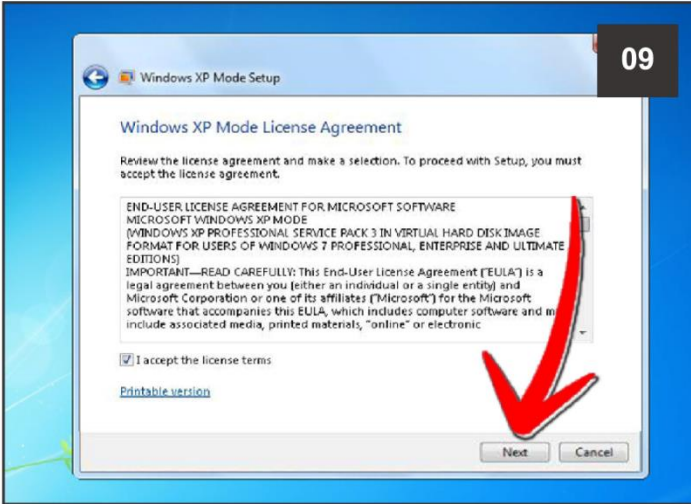 09
Windows XP Mode Setup
Windows XP Mode License Agreement
Review the license agreement and make a selection. To proceed with Setup, you must
accept the license agreement.
END-USER LICENSE AGREEMENT FOR MICROSOFT SOFTWARE
MICROSOFT WINDOWS XP MODE
(WINDOWS XP PROFESSIONAL SERVICE PACK 3 IN VIRTUAL HARD DISK IMAGE
FORMAT FOR USERS OF WINDOWS 7 PROFESSIONAL, ENTERPRISE AND ULTIMATE
EDITIONS)
IMPORTANT—READ CAREFULLY: This End-User License Agreement ("EULA") is a
legal agreement between you (either an individual or a single entity) and
Microsoft Corporation or one of its affiliates ("Microsoft") for the Microsoft
software that accompanies this EULA, which includes computer software and
include associated media, printed materials, "online" or electronic
I accept the license terms
Printable version
Next
Cancel